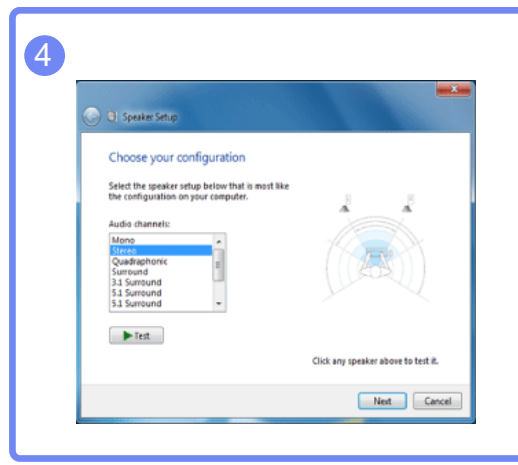 4
Speaker Setup
Choose your configuration
Select the speaker setup below that is most like
the configuration on your computer.
Audio channels:
Mono
Stereo
Quadraphonic
Surround
3.1 Surround
5.1 Surround
5.1 Surround
Test
Click any speaker above to test it.
Next
Cancel